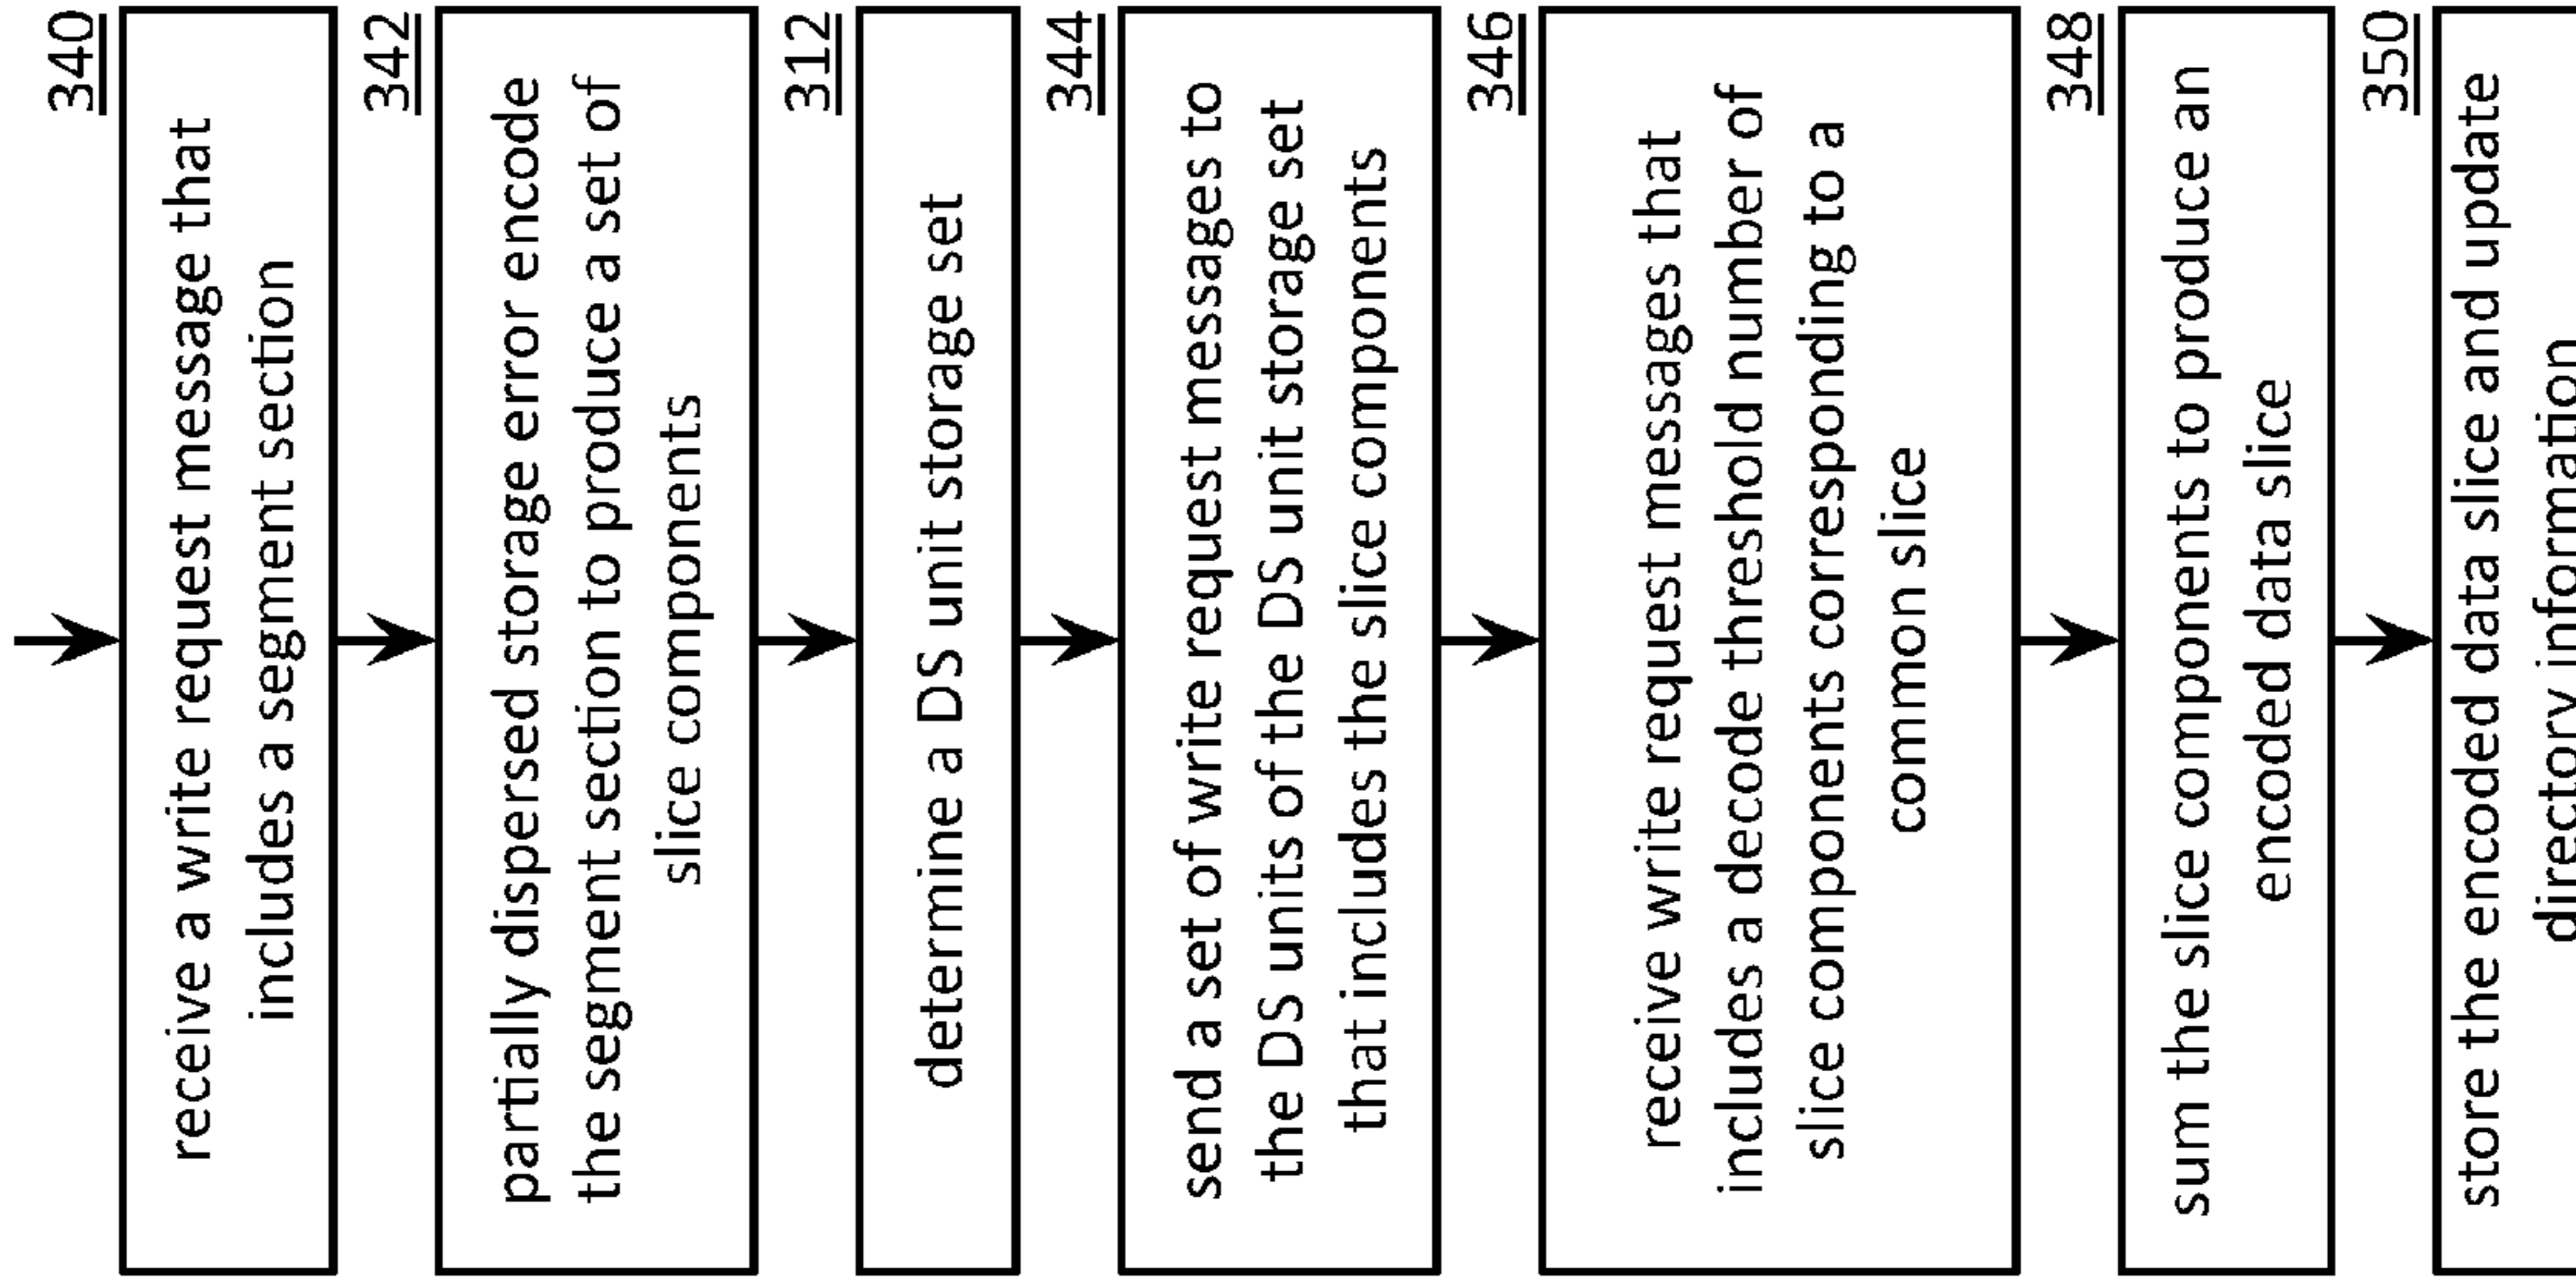 340
receive a write request message that
includes a segment section
342
partially dispersed storage error encode
the segment section to produce a set of
slice components
312
determine a DS unit storage set
344
send a set of write request messages to
the DS units of the DS unit storage set
that includes the slice components
346
receive write request messages that
includes a decode threshold number of
slice components corresponding to a
common slice
348
sum the slice components to produce an
encoded data slice
350
store the encoded data slice and update
directory information